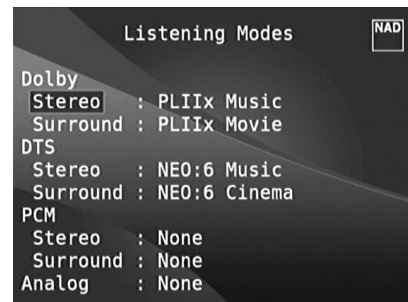 Listening Modes
NAD
Dolby
Stereo : PLIIx Music
Surround : PLIIx Movie
DTS
Stereo : NEO:6 Music
Surround : NEO:6 Cinema
PCM
Stereo : None
Surround : None
Analog : None